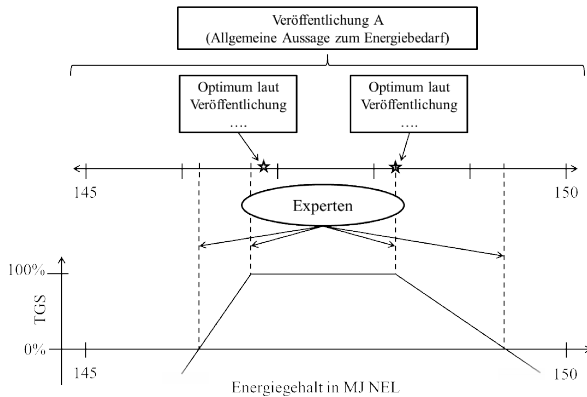 Veröffentlichung A
(Allgemeine Aussage zum Energiebedarf)
Optimum laut
Veröffentlichung
….
Optimum laut
Veröffentlichung
….
145
150
Experten
100%
TGS
0%
145
150
Energiegehalt in MJ NEL